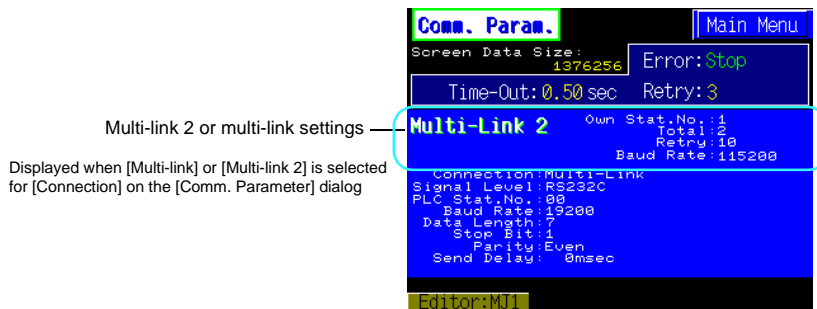 Comm. Param.
Main Menu
Screen Data Size:
1376256
Error:Stop
Time-Out:0.50 sec
Retry:3
Multi-link 2 or multi-link settings
Displayed when [Multi-link] or [Multi-link 2] is selected
for [Connection] on the [Comm. Parameter] dialog
Multi-Link 2
Own Stat.No.:1
Total:2
Retry:10
Baud Rate:115200
Connection:Multi-Link
Signal Level:RS232C
PLC Stat.No.:00
Baud Rate:19200
Data Length:7
Stop Bit:1
Parity:Even
Send Delay: 0msec
Editor:MJ1